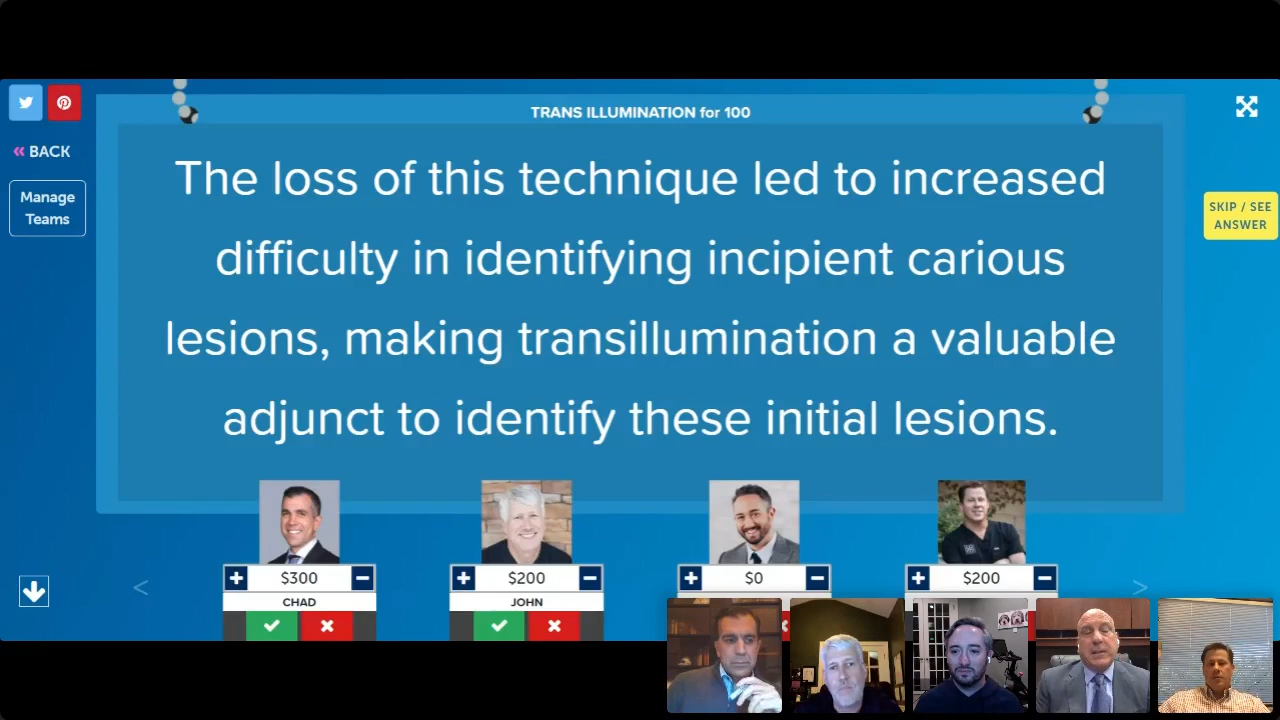 TRANS ILLUMINATION for 100
« BACK
Manage
Teams
SKIP / SEE
ANSWER
The loss of this technique led to increased
difficulty in identifying incipient carious
lesions, making transillumination a valuable
adjunct to identify these initial lesions.
+ $300 −
+ $200 −
+ $0 −
+ $200 −
CHAD
JOHN